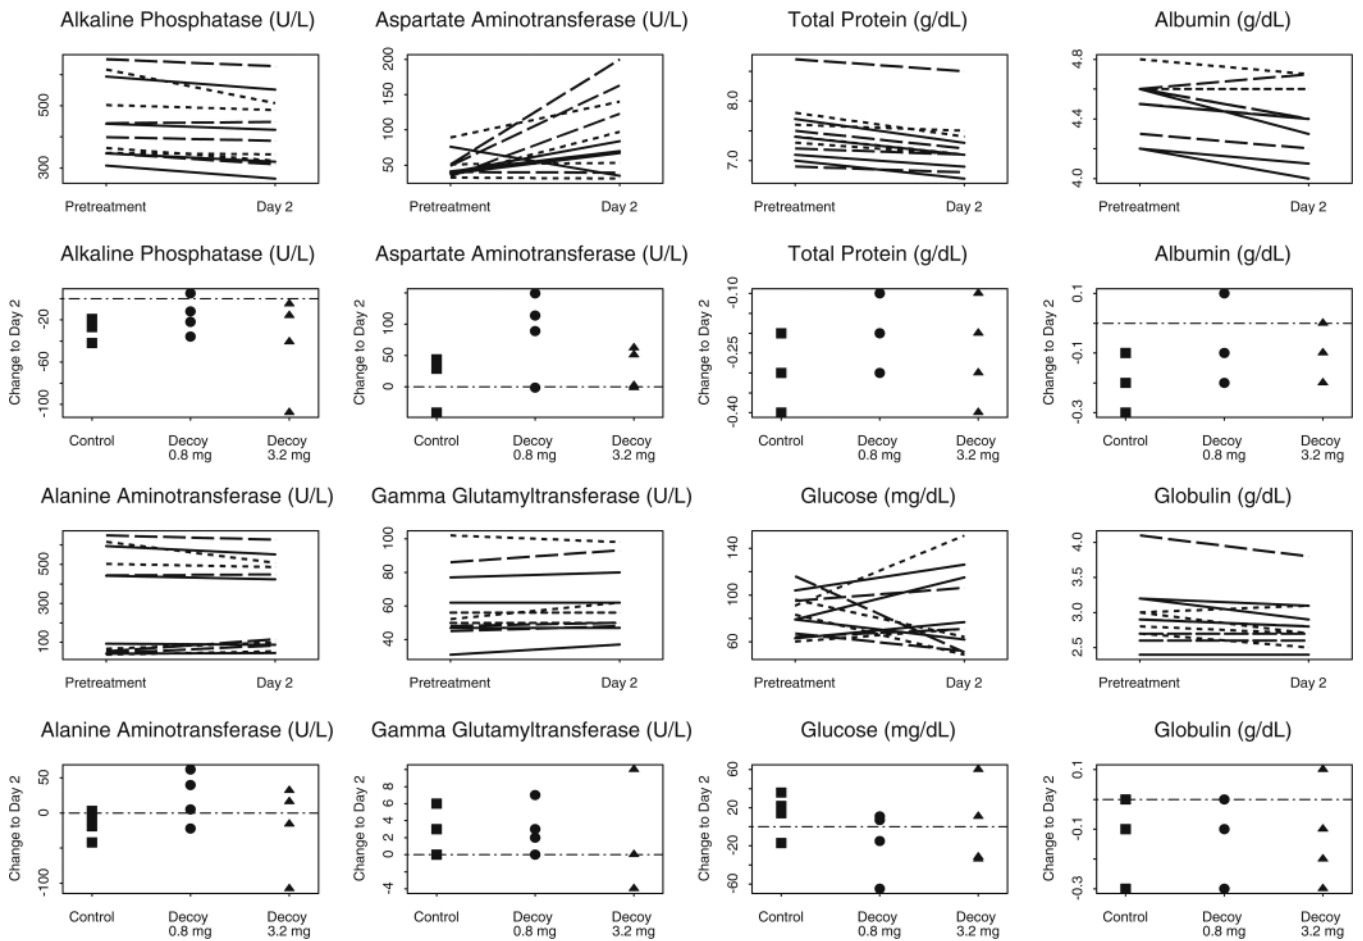 Alkaline Phosphatase (U/L)
Aspartate Aminotransferase (U/L)
Total Protein (g/dL)
Albumin (g/dL)
300
500
50
100
150
200
7.0
8.0
4.0
4.4
4.8
Pretreatment
Day 2
Pretreatment
Day 2
Pretreatment
Day 2
Pretreatment
Day 2
Alkaline Phosphatase (U/L)
Aspartate Aminotransferase (U/L)
Total Protein (g/dL)
Albumin (g/dL)
Change to Day 2
-100
-60
-20
Change to Day 2
0
50
100
Change to Day 2
-0.40
-0.25
-0.10
Change to Day 2
-0.3
-0.1
0.1
Control
Decoy
0.8 mg
Decoy
3.2 mg
Control
Decoy
0.8 mg
Decoy
3.2 mg
Control
Decoy
0.8 mg
Decoy
3.2 mg
Control
Decoy
0.8 mg
Decoy
3.2 mg
Alanine Aminotransferase (U/L)
Gamma Glutamyltransferase (U/L)
Glucose (mg/dL)
Globulin (g/dL)
100
300
500
40
60
80
100
60
100
140
2.5
3.0
3.5
4.0
Pretreatment
Day 2
Pretreatment
Day 2
Pretreatment
Day 2
Pretreatment
Day 2
Alanine Aminotransferase (U/L)
Gamma Glutamyltransferase (U/L)
Glucose (mg/dL)
Globulin (g/dL)
Change to Day 2
-100
0
50
Change to Day 2
-4
0
2
4
6
8
Change to Day 2
-60
-20
20
60
Change to Day 2
-0.3
-0.1
0.1
Control
Decoy
0.8 mg
Decoy
3.2 mg
Control
Decoy
0.8 mg
Decoy
3.2 mg
Control
Decoy
0.8 mg
Decoy
3.2 mg
Control
Decoy
0.8 mg
Decoy
3.2 mg